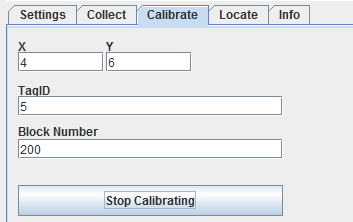 Settings Collect Calibrate Locate Info
X Y
4 6
TagID
5
Block Number
200
Stop Calibrating